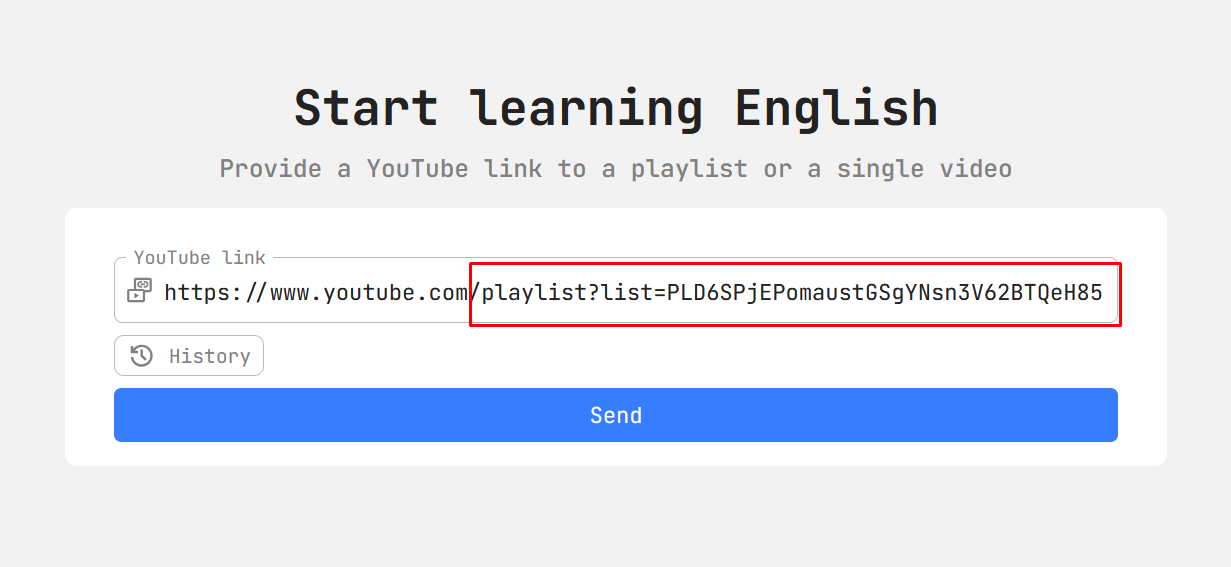 Start learning English
Provide a YouTube link to a playlist or a single video
YouTube link
https://www.youtube.com/playlist?list=PLD6SPjEPomaustGSgYNsn3V62BTQeH85
History
Send